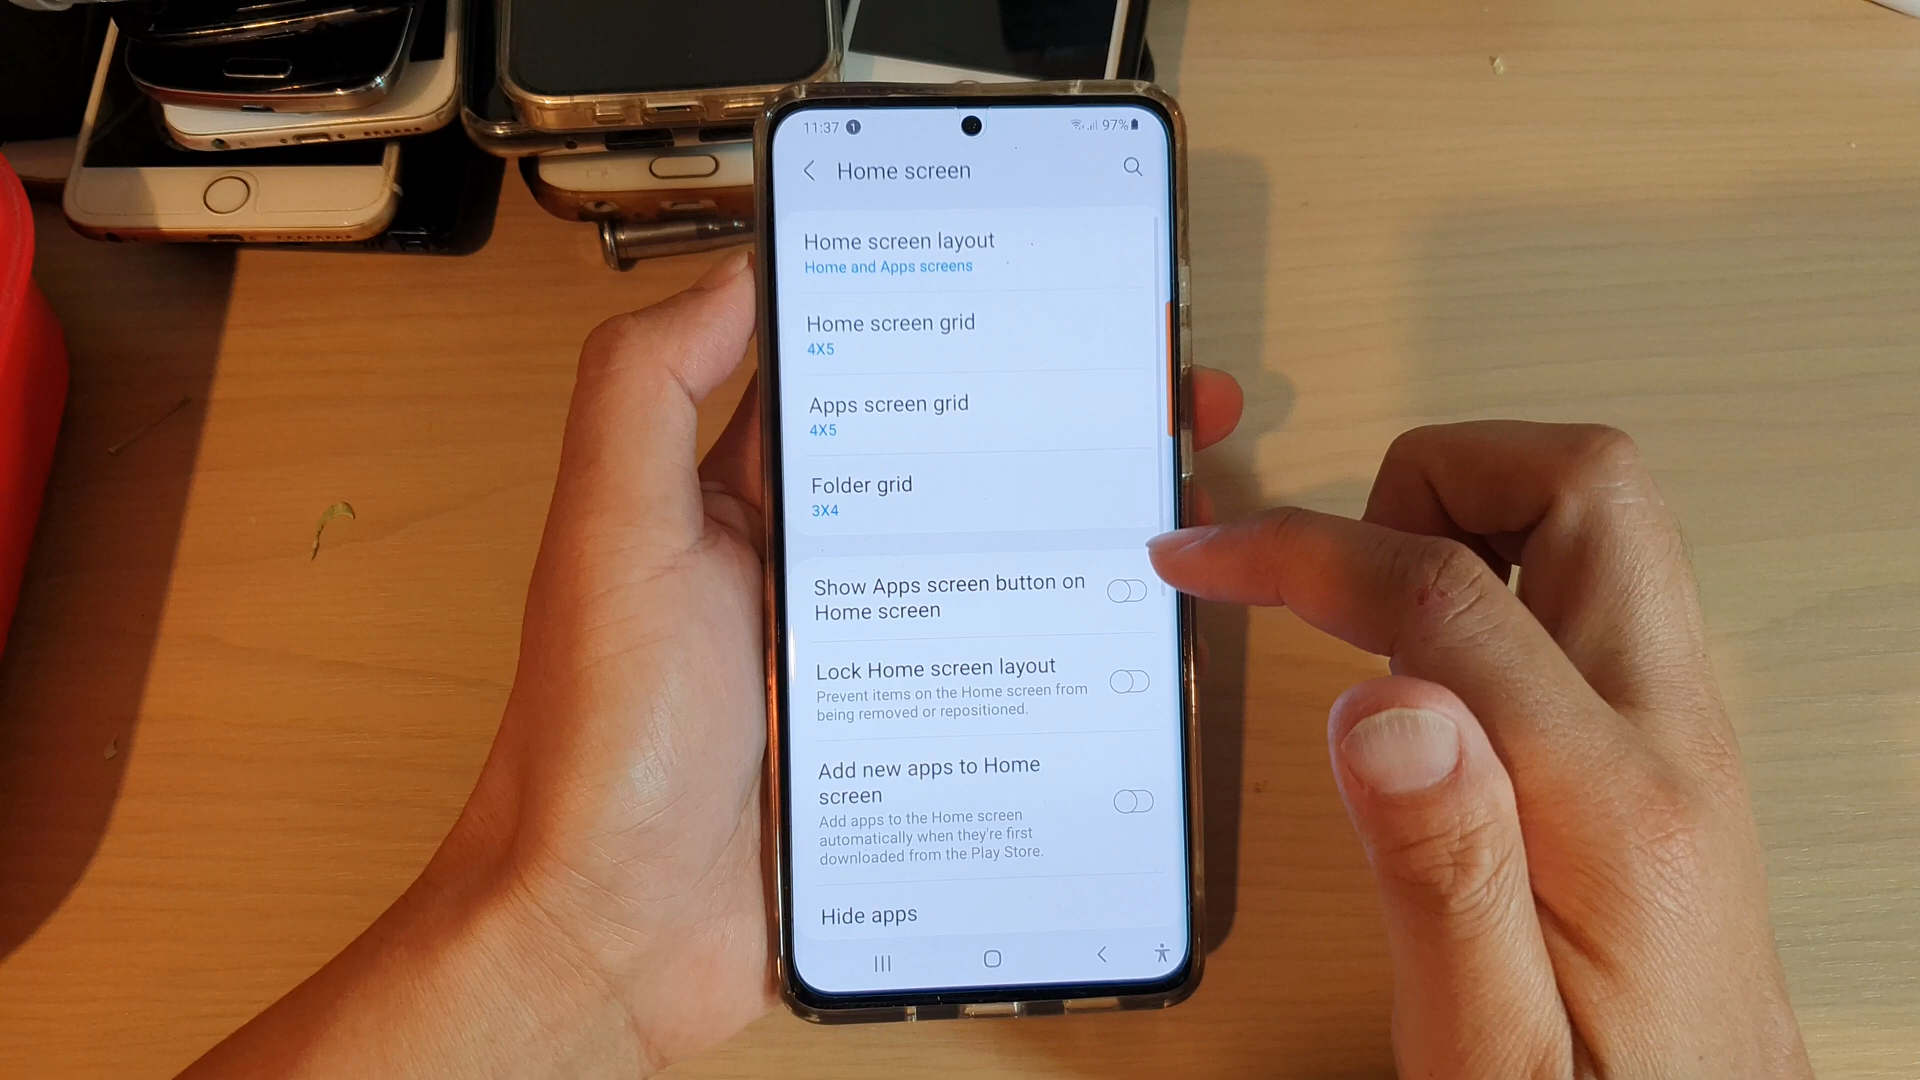 11:37 1 97%
Home screen
Home screen layout
Home and Apps screens
Home screen grid
4X5
Apps screen grid
4X5
Folder grid
3X4
Show Apps screen button on
Home screen
Lock Home screen layout
Prevent items on the Home screen from
being removed or repositioned.
Add new apps to Home
screen
Add apps to the Home screen
automatically when they're first
downloaded from the Play Store.
Hide apps